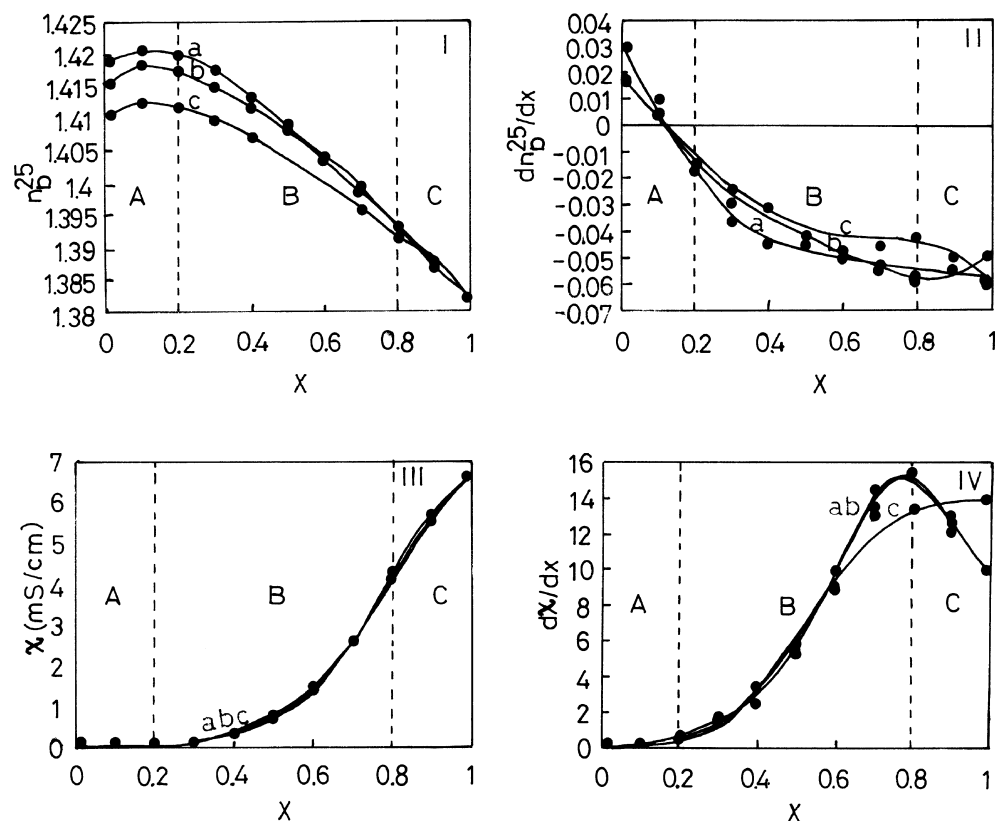 I
1.425
1.42
1.415
1.41
1.405
1.4
1.395
1.39
1.385
1.38
n_D^25
a
b
c
A
B
C
0 0.2 0.4 0.6 0.8 1
X
II
0.04
0.03
0.02
0.01
0
-0.01
-0.02
-0.03
-0.04
-0.05
-0.06
-0.07
dn_D^25/dx
A
B
C
a
b
c
0 0.2 0.4 0.6 0.8 1
X
III
7
6
5
4
3
2
1
0
χ (mS/cm)
A
B
C
abc
0 0.2 0.4 0.6 0.8 1
X
IV
16
14
12
10
8
6
4
2
0
dχ/dx
ab
c
A
B
C
0 0.2 0.4 0.6 0.8 1
X